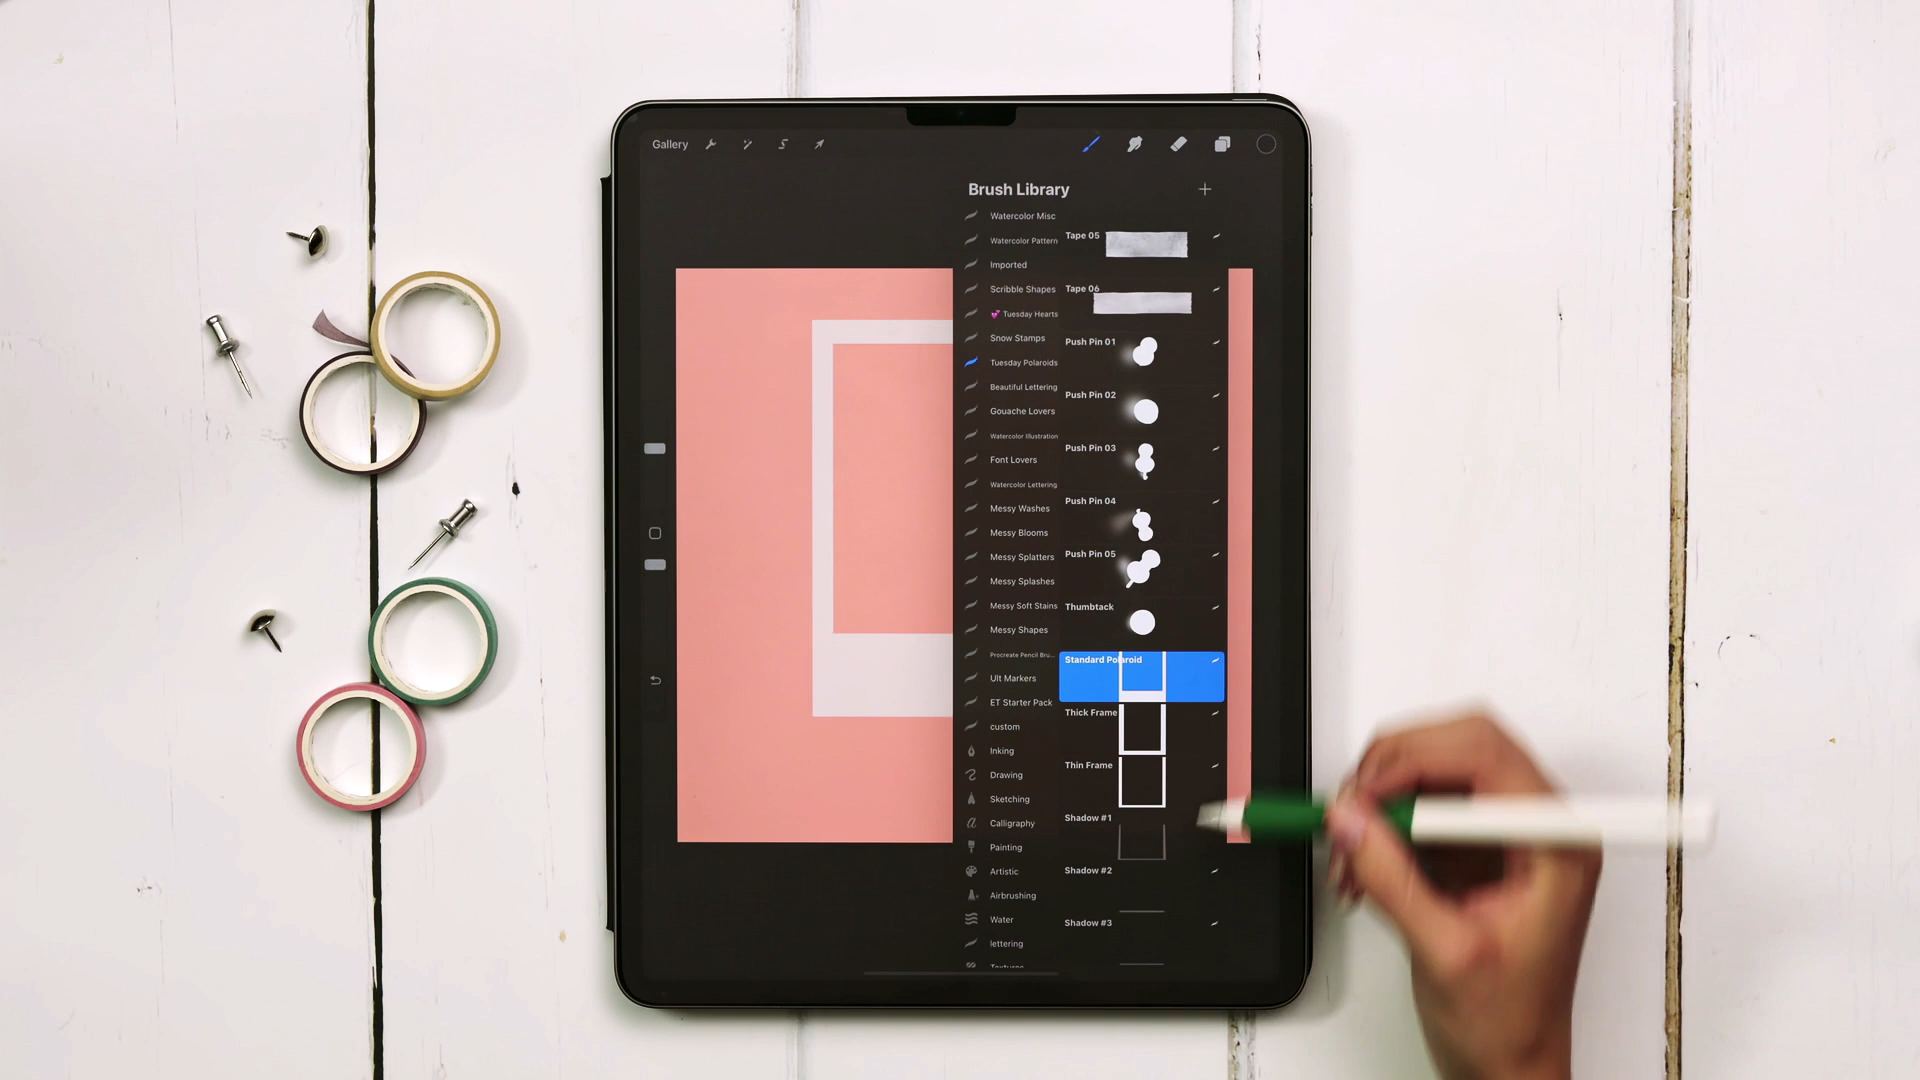 Gallery
Brush Library
Watercolor Misc
Watercolor Pattern
Imported
Scribble Shapes
💕 Tuesday Hearts
Snow Stamps
Tuesday Polaroids
Beautiful Lettering
Gouache Lovers
Watercolor Illustration
Font Lovers
Watercolor Lettering
Messy Washes
Messy Blooms
Messy Splatters
Messy Splashes
Messy Soft Stains
Messy Shapes
Procreate Pencil Bru...
Ult Markers
ET Starter Pack
custom
Inking
Drawing
Sketching
Calligraphy
Painting
Artistic
Airbrushing
Water
lettering
Textures
Tape 05
Tape 06
Push Pin 01
Push Pin 02
Push Pin 03
Push Pin 04
Push Pin 05
Thumbtack
Standard Polaroid
Thick Frame
Thin Frame
Shadow #1
Shadow #2
Shadow #3